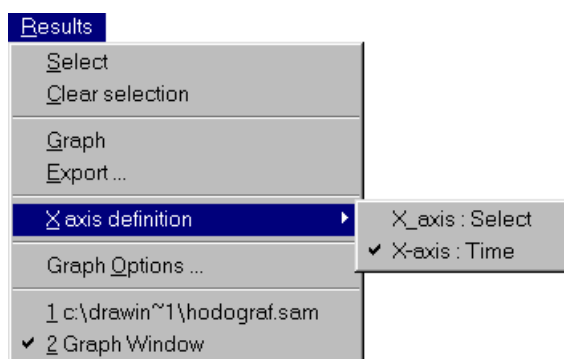 Results
Select
Clear selection
Graph
Export ...
X axis definition
X_axis : Select
X-axis : Time
Graph Options ...
1 c:\drawin~1\hodograf.sam
2 Graph Window